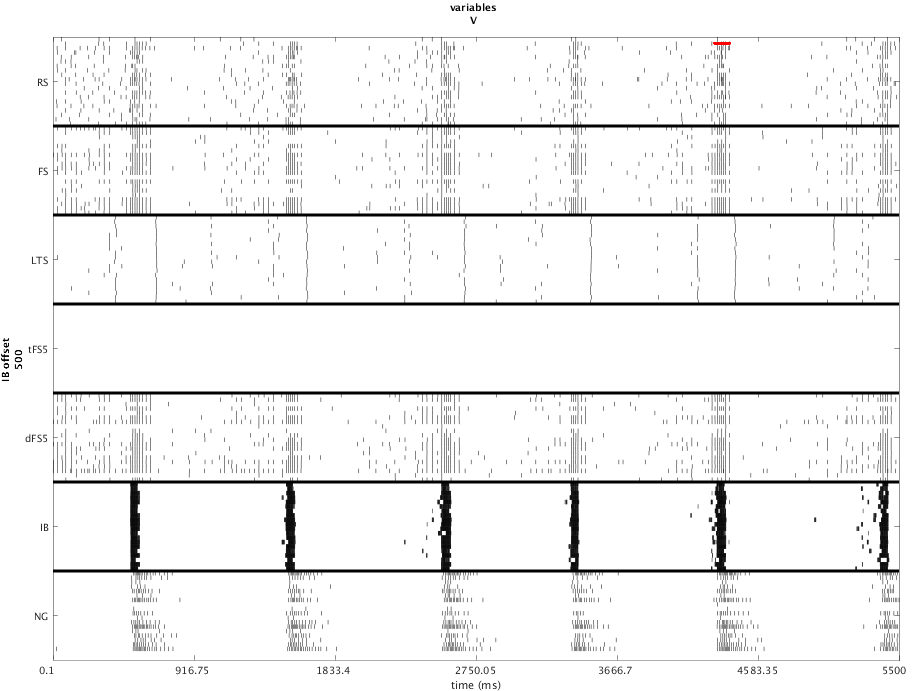 variables
V
RS
FS
LTS
tFS5
dFS5
IB
NG
IB offset
500
0.1
916.75
1833.4
2750.05
3666.7
4583.35
5500
time (ms)